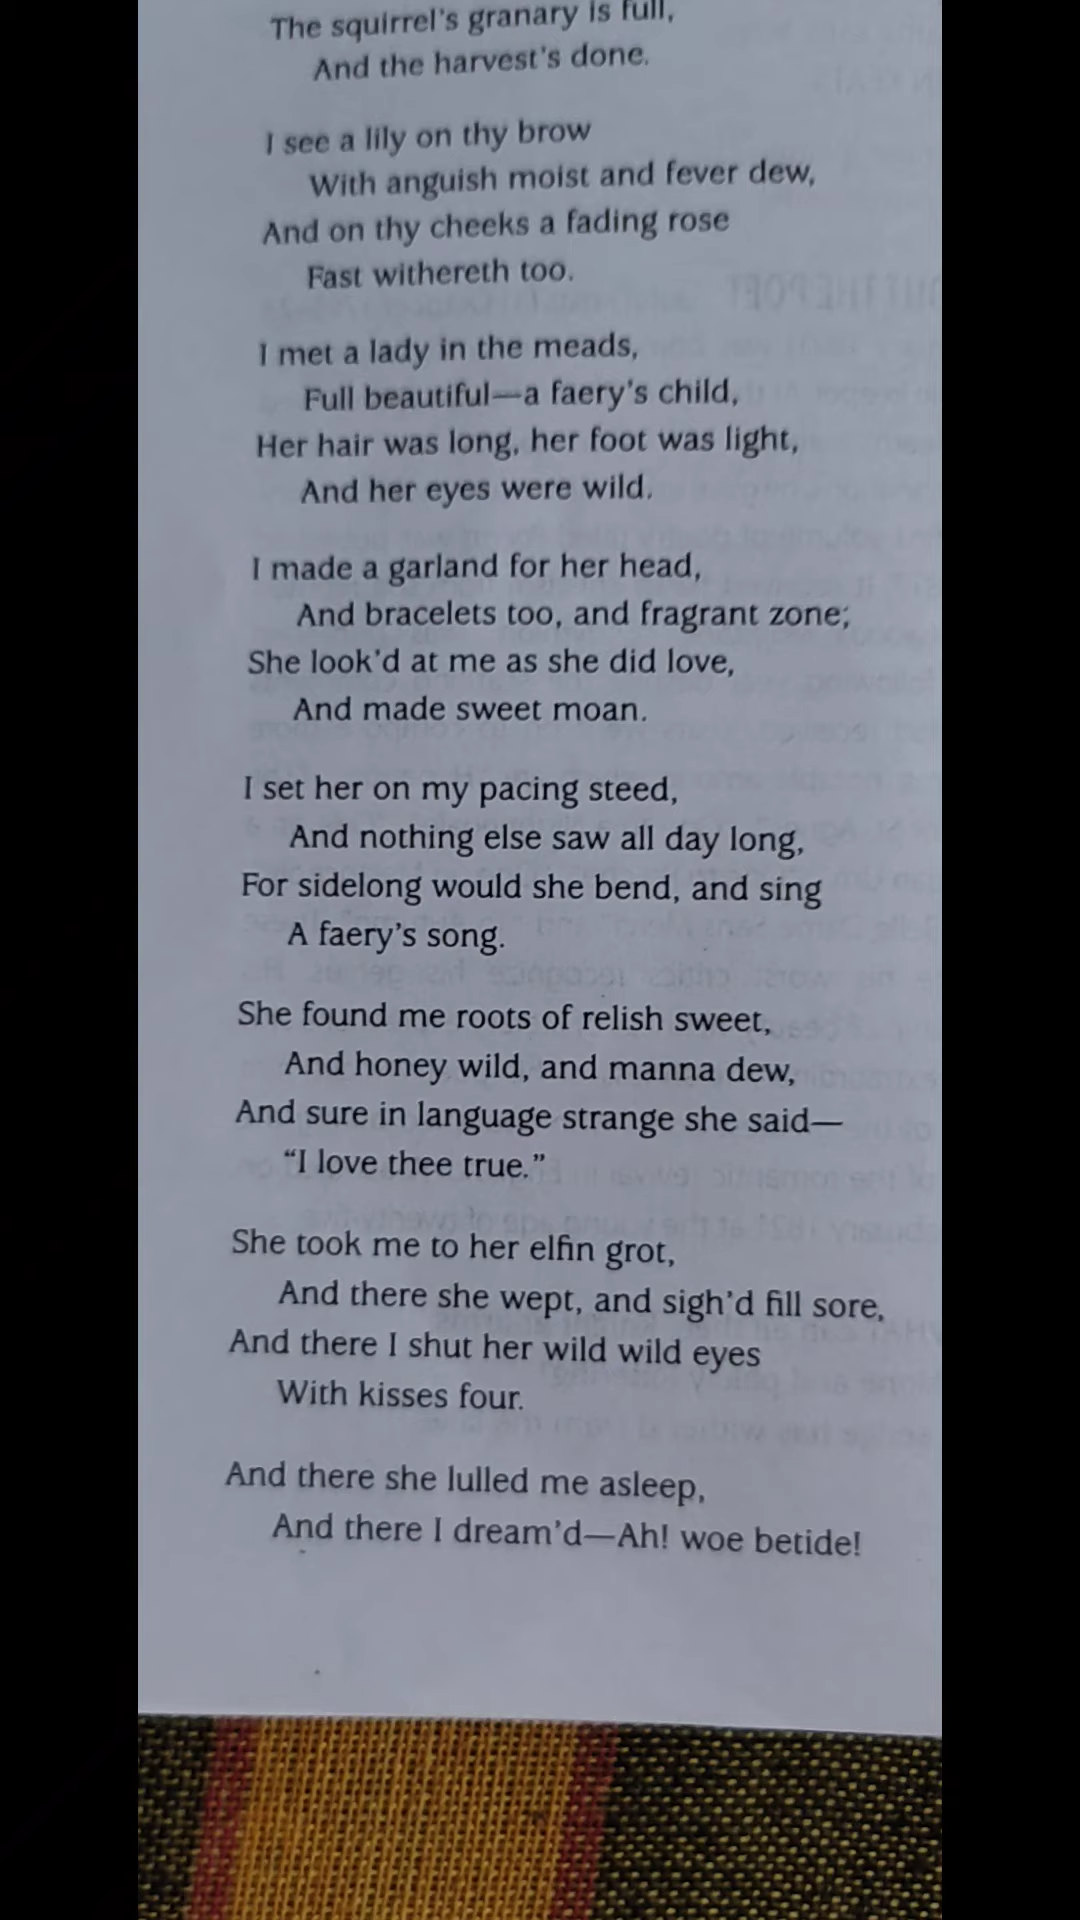 The squirrel's granary is full,
And the harvest's done.
I see a lily on thy brow
With anguish moist and fever dew,
And on thy cheeks a fading rose
Fast withereth too.
I met a lady in the meads,
Full beautiful—a faery's child,
Her hair was long, her foot was light,
And her eyes were wild.
I made a garland for her head,
And bracelets too, and fragrant zone;
She look'd at me as she did love,
And made sweet moan.
I set her on my pacing steed,
And nothing else saw all day long,
For sidelong would she bend, and sing
A faery's song.
She found me roots of relish sweet,
And honey wild, and manna dew,
And sure in language strange she said—
“I love thee true.”
She took me to her elfin grot,
And there she wept, and sigh'd fill sore,
And there I shut her wild wild eyes
With kisses four.
And there she lulled me asleep,
And there I dream'd—Ah! woe betide!